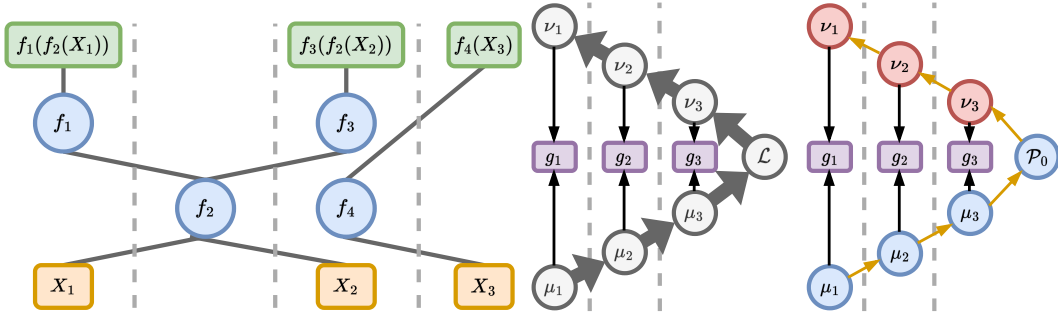 f₁(f₂(X₁)) f₃(f₂(X₂)) f₄(X₃)
f₁ f₃
f₂ f₄
X₁ X₂ X₃
ν₁
ν₂
ν₃
g₁ g₂ g₃ ℒ
μ₃
μ₂
μ₁
ν₁
ν₂
ν₃
g₁ g₂ g₃ 𝒫₀
μ₃
μ₂
μ₁